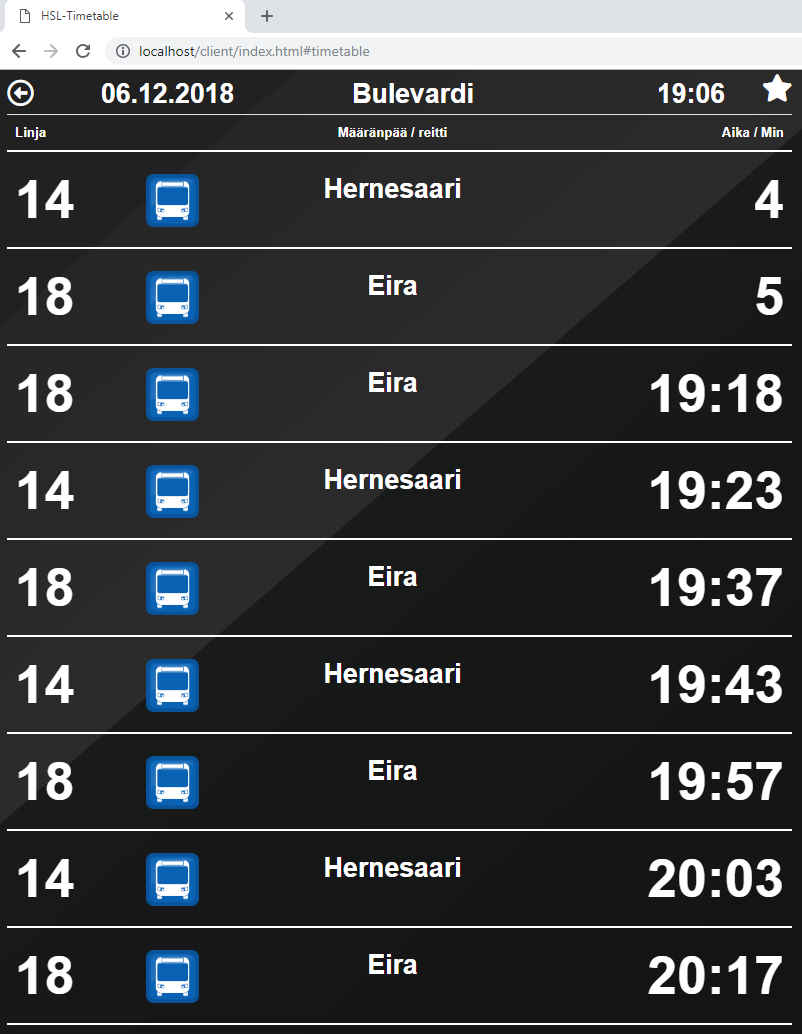 HSL-Timetable
localhost/client/index.html#timetable
06.12.2018 Bulevardi 19:06
Linja Määränpää / reitti Aika / Min
14 Hernesaari 4
18 Eira 5
18 Eira 19:18
14 Hernesaari 19:23
18 Eira 19:37
14 Hernesaari 19:43
18 Eira 19:57
14 Hernesaari 20:03
18 Eira 20:17